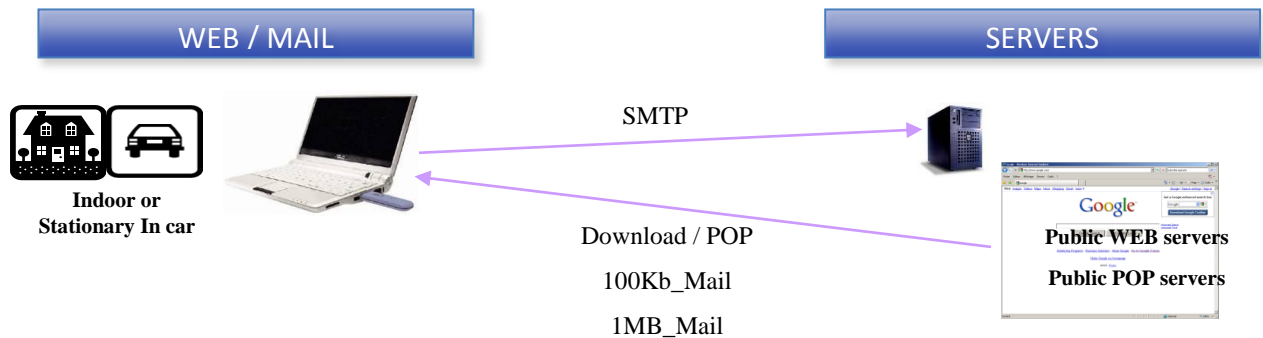 WEB / MAIL
SERVERS
SMTP
Indoor or
Stationary In car
Download / POP
100Kb_Mail
1MB_Mail
Google
Public WEB servers
Public POP servers